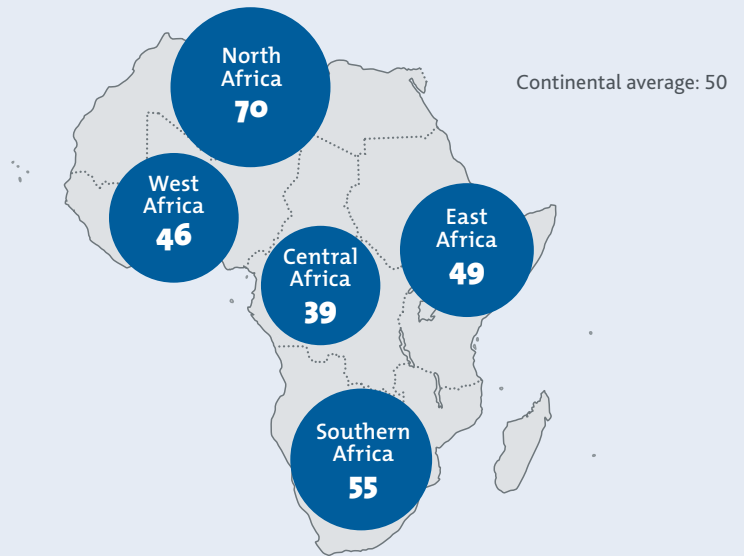 North
Africa
70
Continental average: 50
West
Africa
46
East
Africa
49
Central
Africa
39
Southern
Africa
55